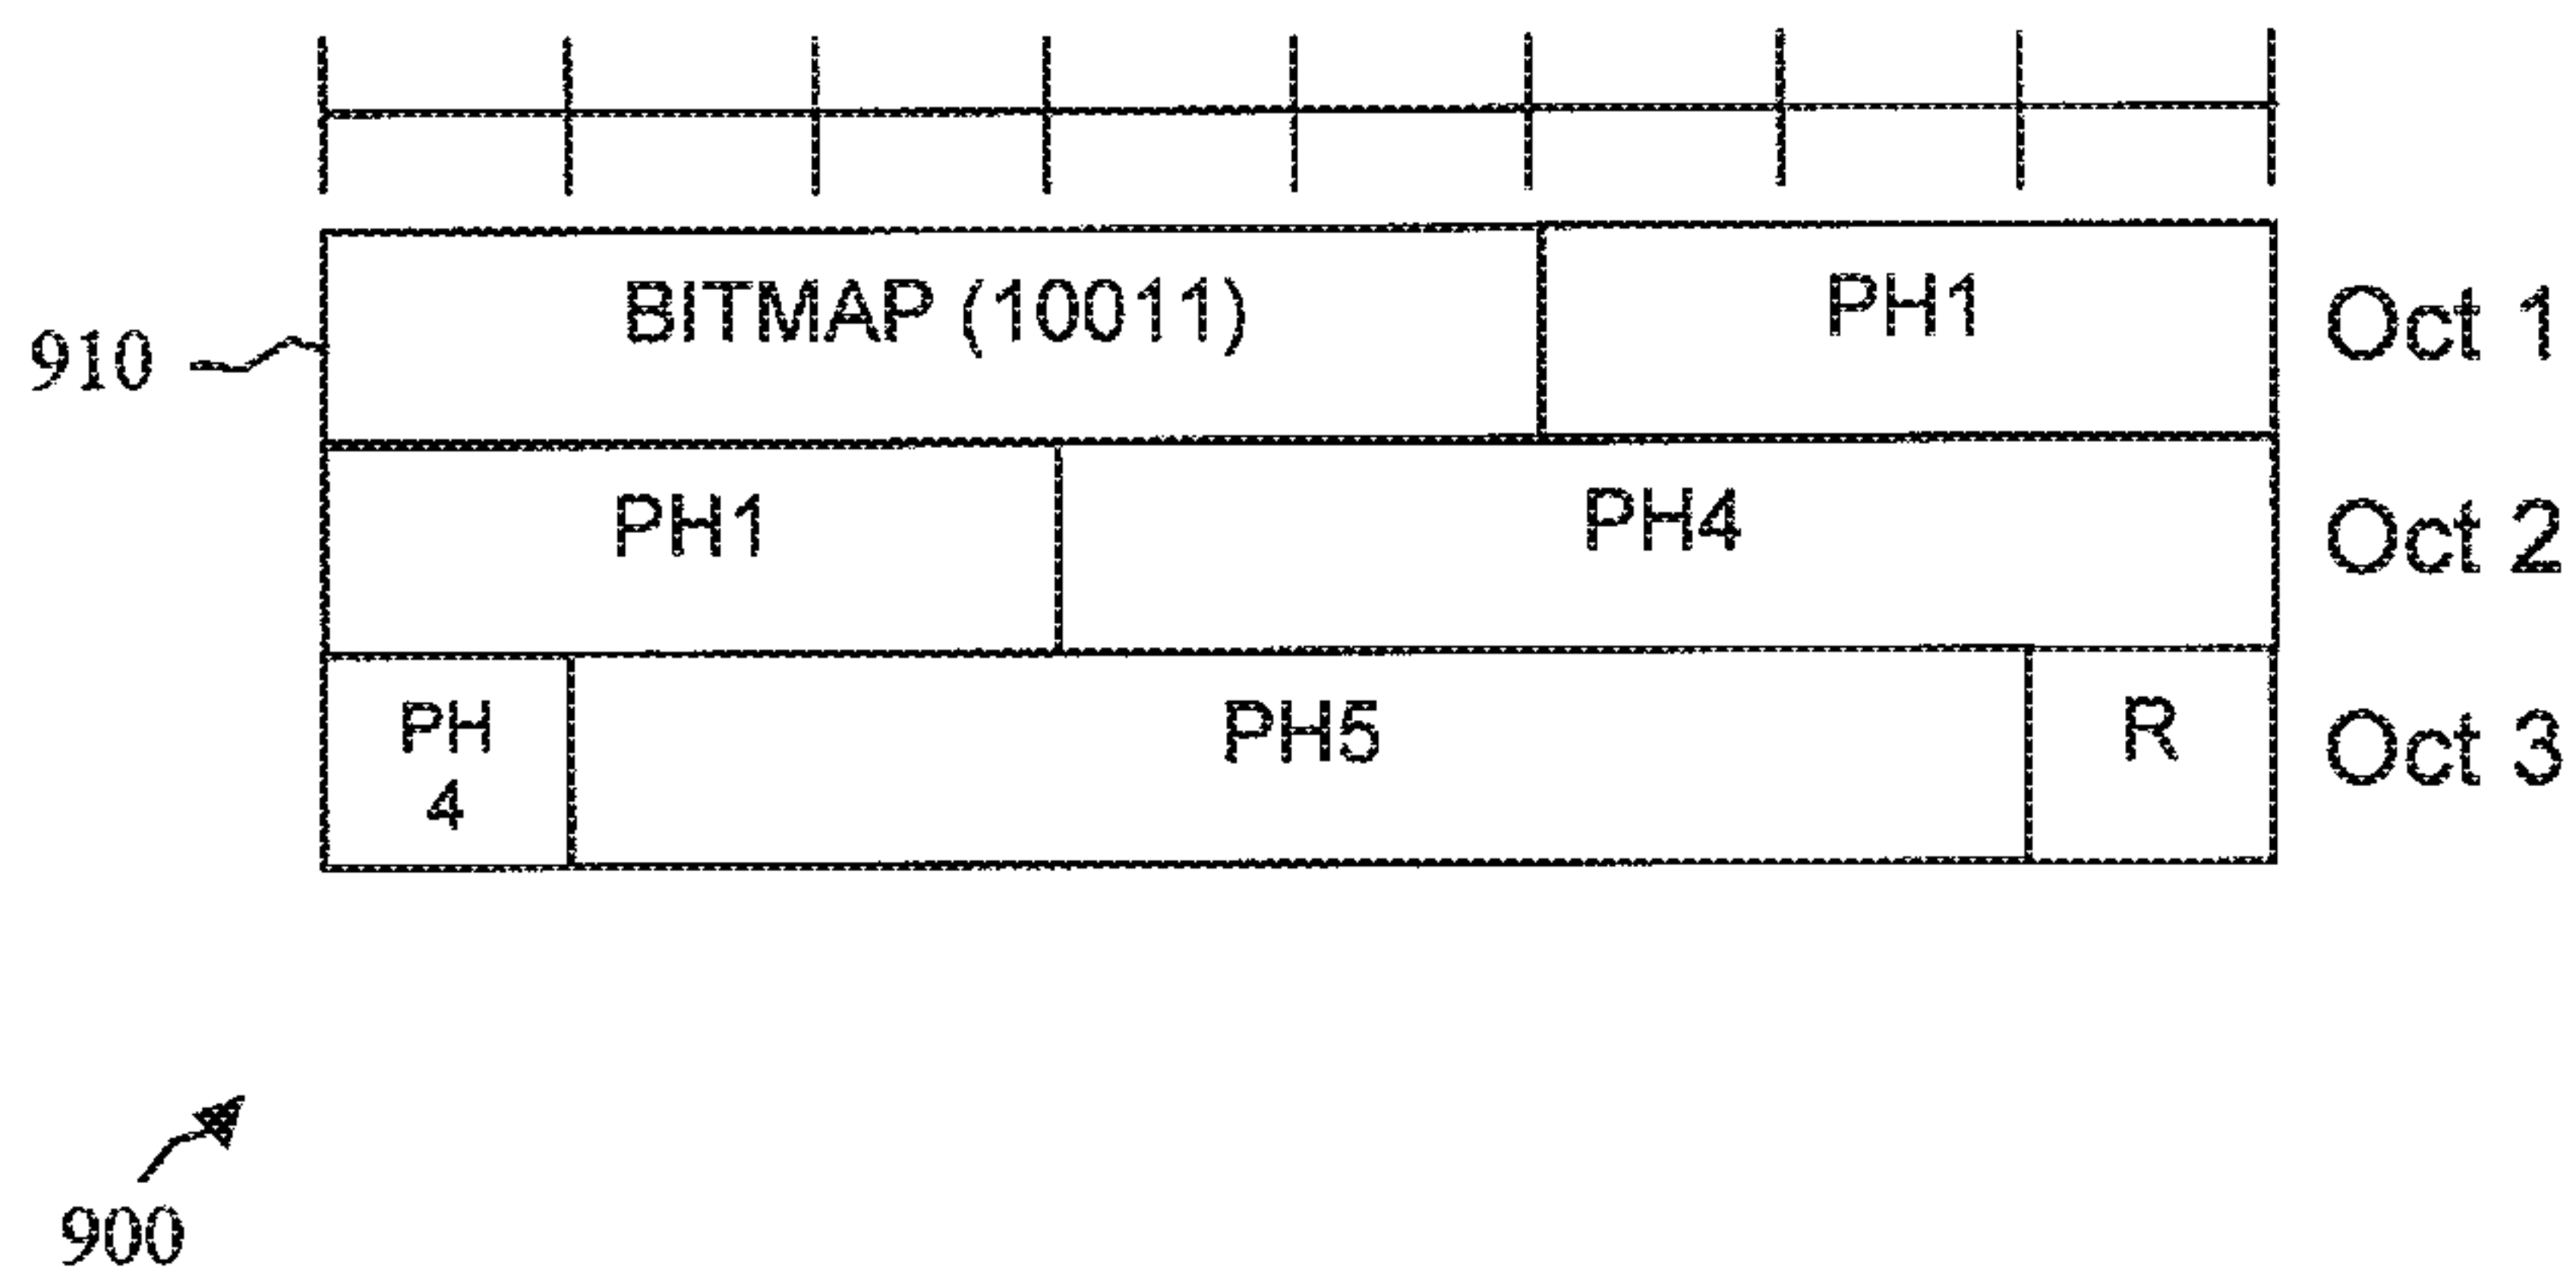 BITMAP (10011) PH1 Oct 1
910
PH1 PH4 Oct 2
PH PH5 R Oct 3
4
900